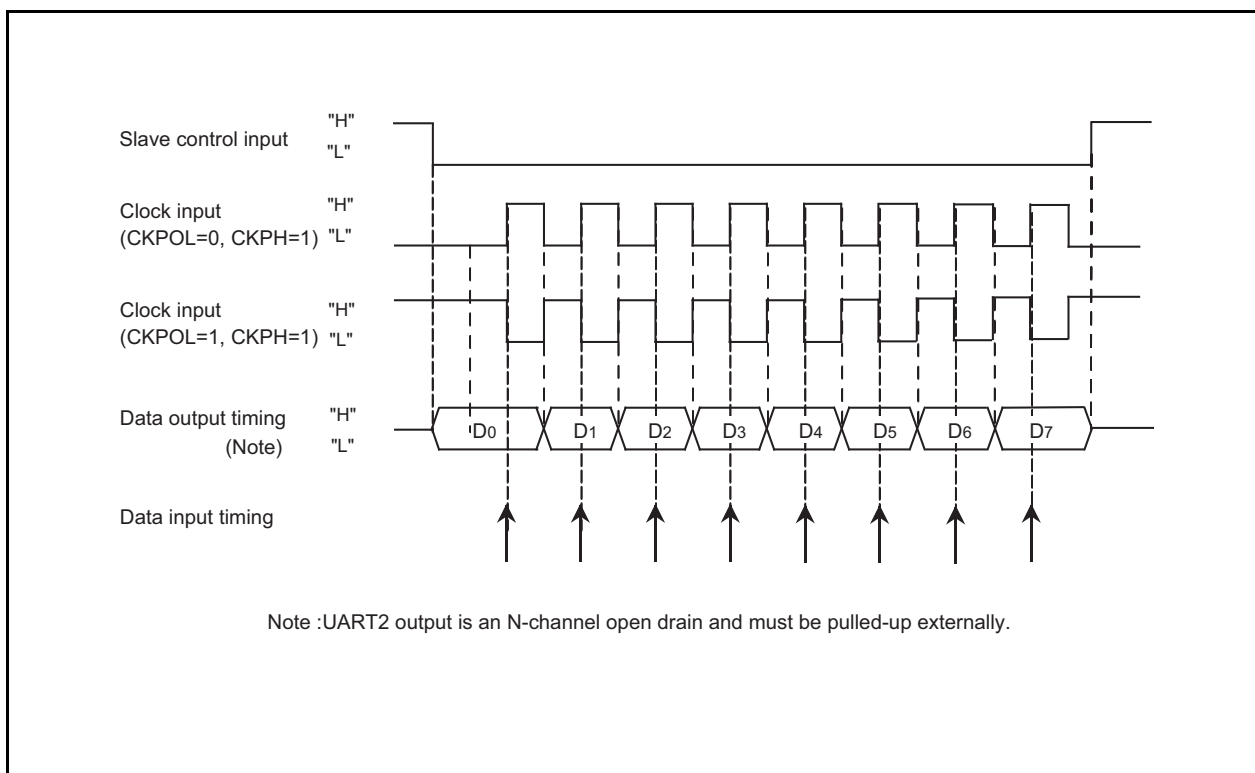 Slave control input "H"
"L"
Clock input "H"
(CKPOL=0, CKPH=1) "L"
Clock input "H"
(CKPOL=1, CKPH=1) "L"
Data output timing "H"
(Note) "L"
D0 D1 D2 D3 D4 D5 D6 D7
Data input timing
Note :UART2 output is an N-channel open drain and must be pulled-up externally.